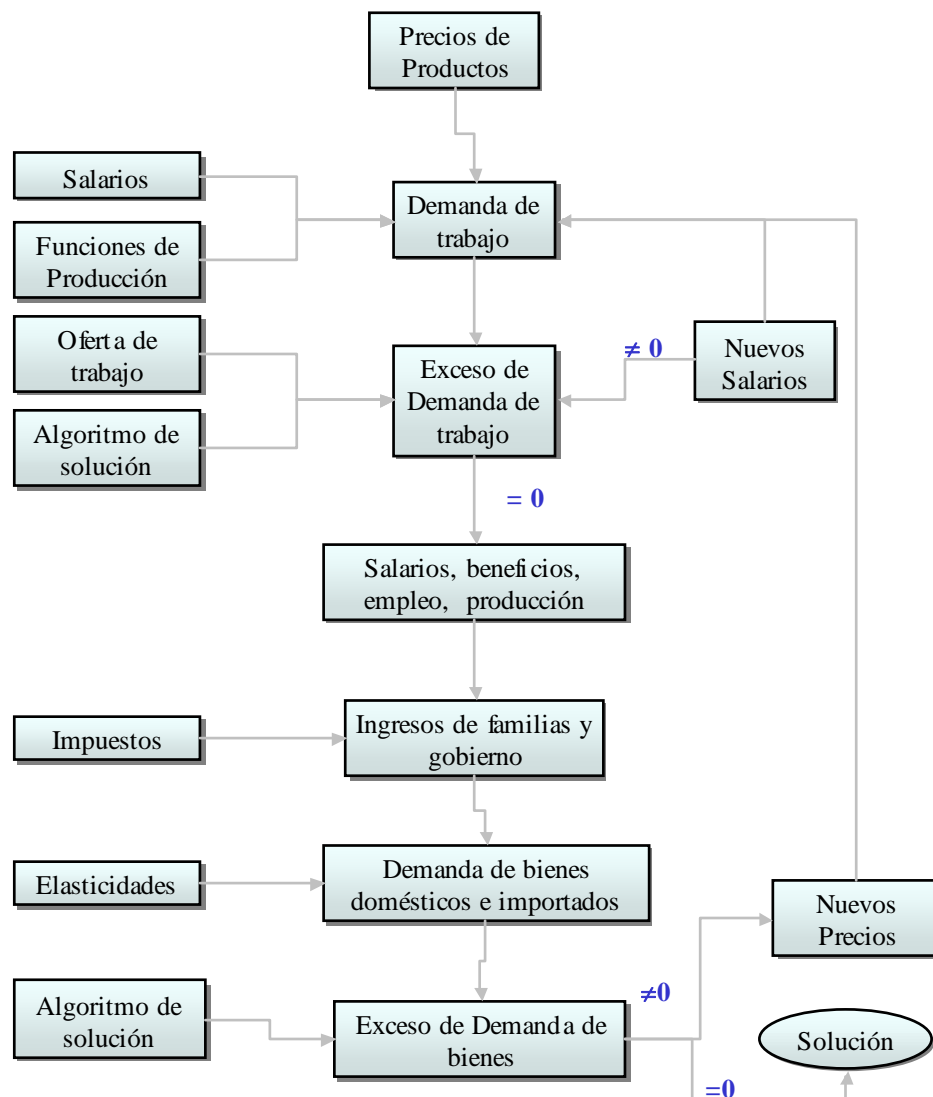 Precios de
Productos
Salarios
Demanda de
trabajo
Funciones de
Producción
Oferta de
trabajo
Exceso de
Demanda de
trabajo
≠ 0
Nuevos
Salarios
Algoritmo de
solución
= 0
Salarios, beneficios,
empleo, producción
Impuestos
Ingresos de familias y
gobierno
Elasticidades
Demanda de bienes
domésticos e importados
Nuevos
Precios
Algoritmo de
solución
Exceso de Demanda de
bienes
≠0
Solución
=0